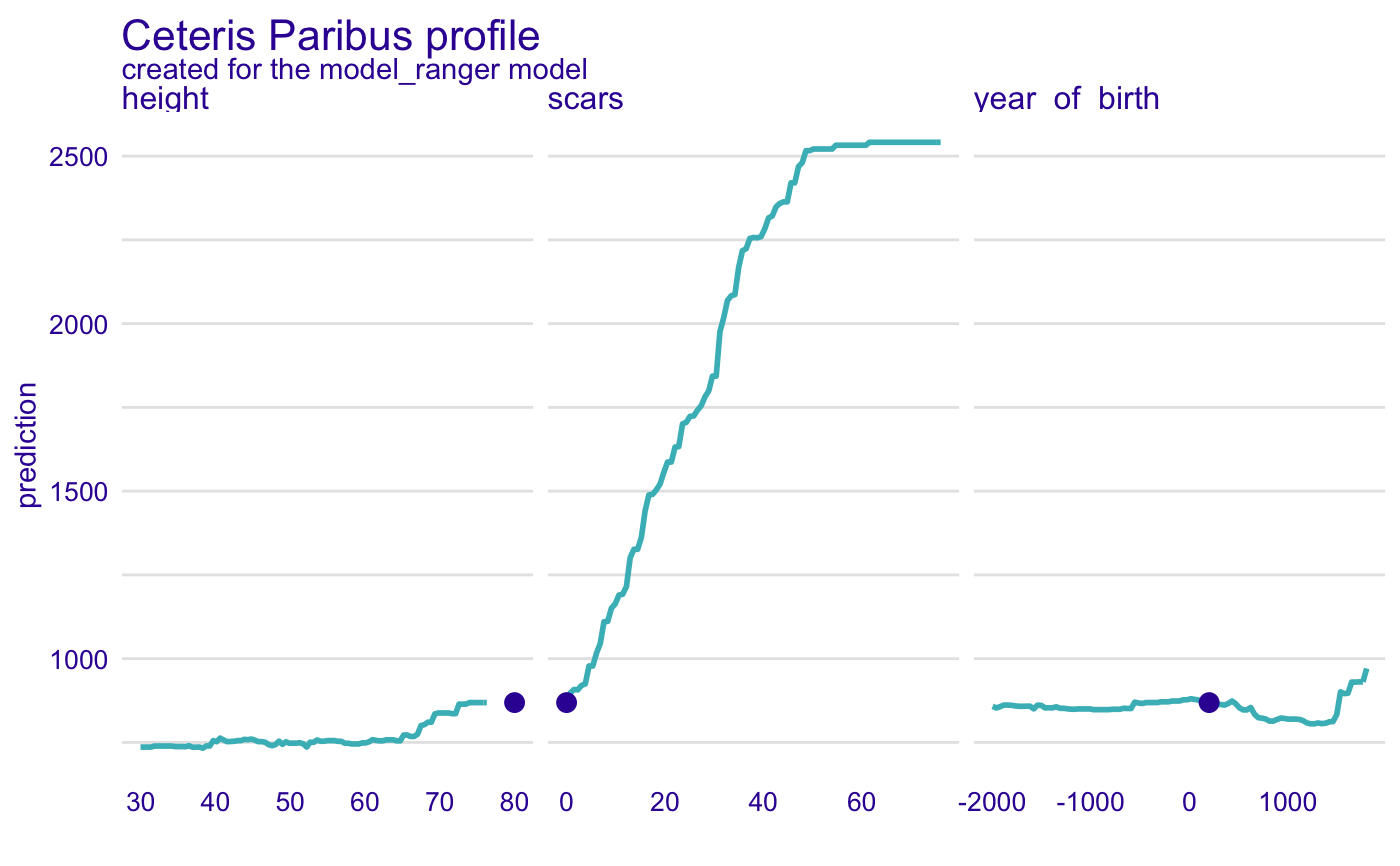 Ceteris Paribus profile
created for the model_ranger model
height scars year of birth
2500
2000
1500
1000
prediction
30 40 50 60 70 80 0 20 40 60 -2000 -1000 0 1000